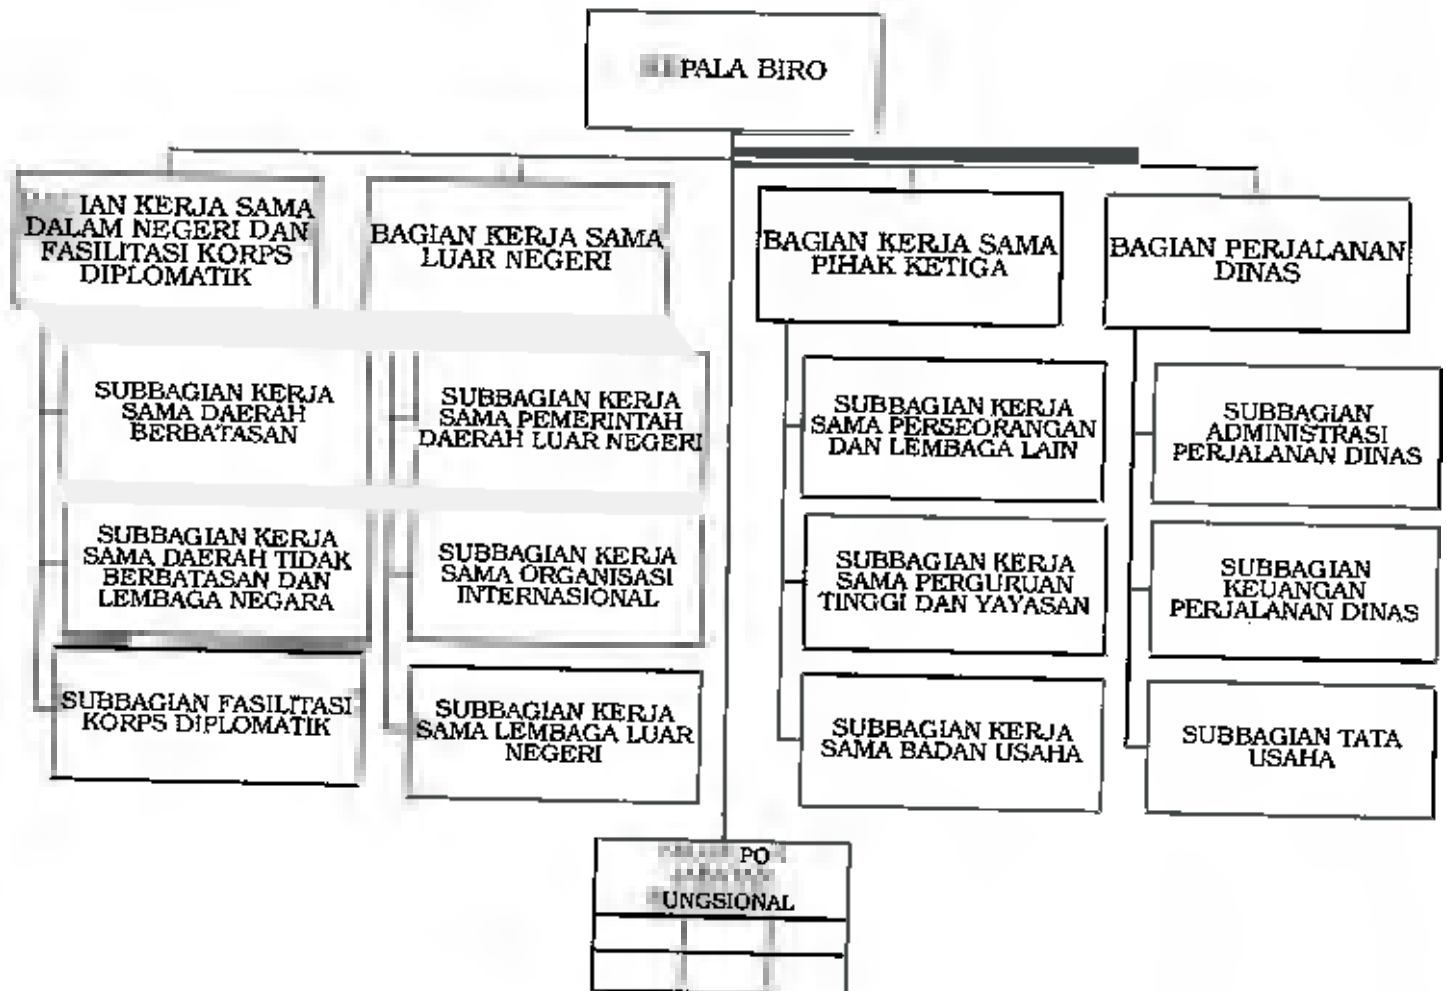 PALA BIRO
IAN KERJA SAMA
DALAM NEGERI DAN
FASILITASI KORPS
DIPLOMATIK
BAGIAN KERJA SAMA
LUAR NEGERI
BAGIAN KERJA SAMA
PIHAK KETIGA
BAGIAN PERJALANAN
DINAS
SUBBAGIAN KERJA
SAMA DAERAH
BERBATASAN
SUBBAGIAN KERJA
SAMA PEMERINTAH
DAERAH LUAR NEGERI
SUBBAGIAN KERJA
SAMA PERSEORANGAN
DAN LEMBAGA LAIN
SUBBAGIAN
ADMINISTRASI
PERJALANAN DINAS
SUBBAGIAN KERJA
SAMA DAERAH TIDAK
BERBATASAN DAN
LEMBAGA NEGARA
SUBBAGIAN KERJA
SAMA ORGANISASI
INTERNASIONAL
SUBBAGIAN KERJA
SAMA PERGURUAN
TINGGI DAN YAYASAN
SUBBAGIAN
KEUANGAN
PERJALANAN DINAS
SUBBAGIAN FASILITASI
KORPS DIPLOMATIK
SUBBAGIAN KERJA
SAMA LEMBAGA LUAR
NEGERI
SUBBAGIAN KERJA
SAMA BADAN USAHA
SUBBAGIAN TATA
USAHA
PO
UNGSIONAL